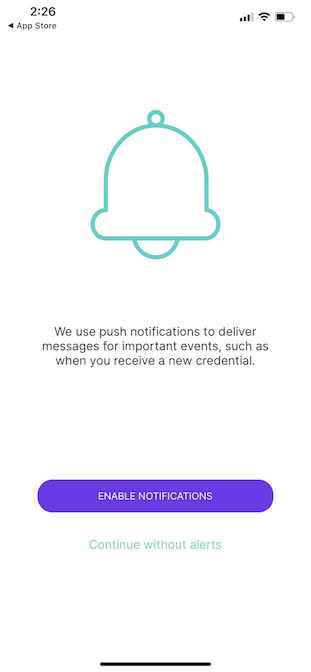 2:26
◀ App Store
We use push notifications to deliver
messages for important events, such as
when you receive a new credential.
ENABLE NOTIFICATIONS
Continue without alerts